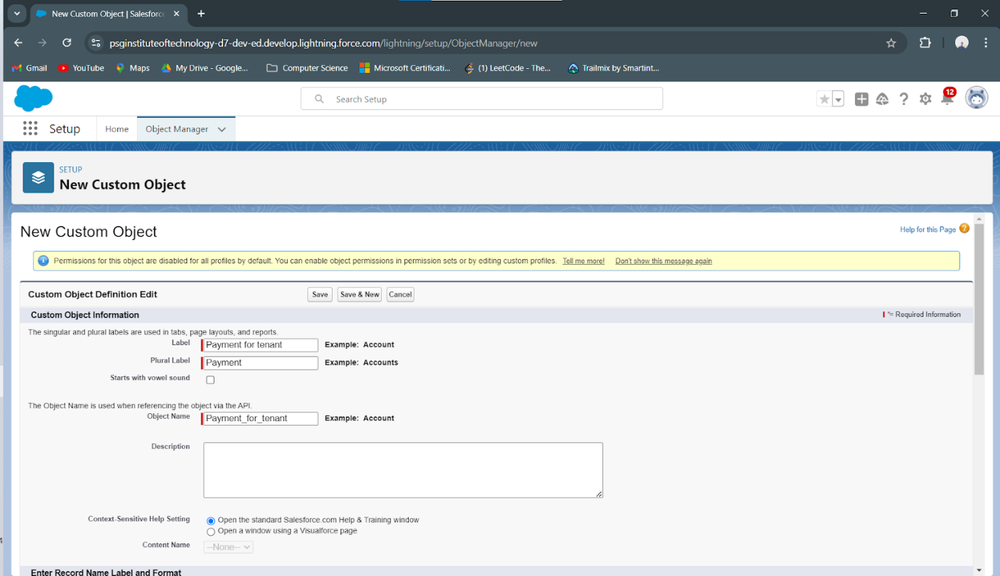 New Custom Object | Salesforc
psginstituteoftechnology-d7-dev-ed.develop.lightning.force.com/lightning/setup/ObjectManager/new
Gmail YouTube Maps My Drive - Google... Computer Science Microsoft Certificati... (1) LeetCode - The... Trailmix by Smartint...
Search Setup
12
Setup Home Object Manager
SETUP
New Custom Object
New Custom Object
Help for this Page
Permissions for this object are disabled for all profiles by default. You can enable object permissions in permission sets or by editing custom profiles. Tell me more! Don't show this message again
Custom Object Definition Edit Save Save & New Cancel
Custom Object Information
= Required Information
The singular and plural labels are used in tabs, page layouts, and reports.
Label Payment for tenant Example: Account
Plural Label Payment Example: Accounts
Starts with vowel sound
The Object Name is used when referencing the object via the API.
Object Name Payment_for_tenant Example: Account
Description
Context-Sensitive Help Setting Open the standard Salesforce.com Help & Training window
Open a window using a Visualforce page
Content Name --None--
Enter Record Name Label and Format